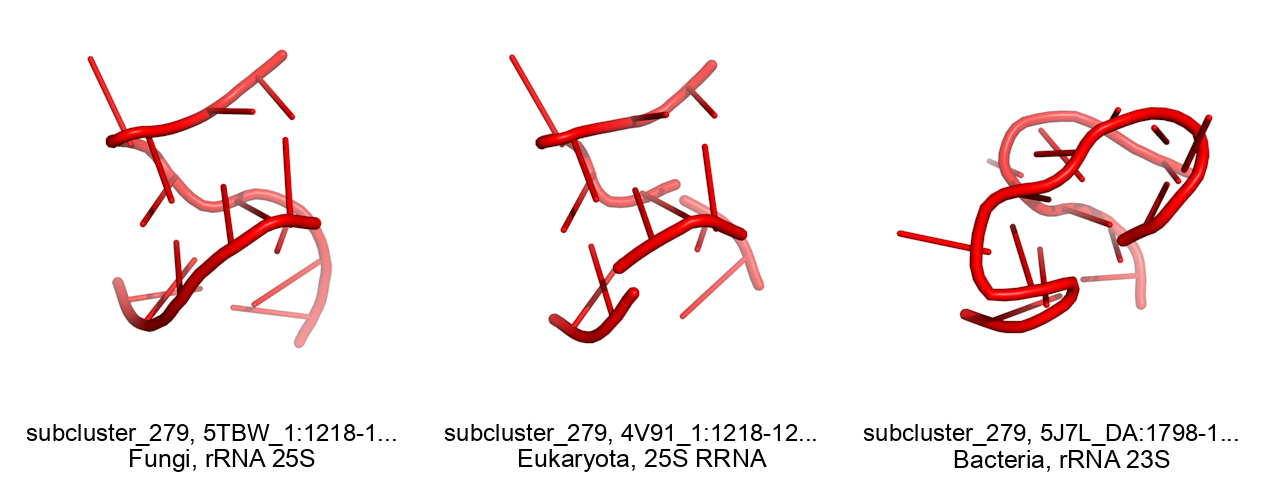 subcluster_279, 5TBW_1:1218-1...
Fungi, rRNA 25S
subcluster_279, 4V91_1:1218-12...
Eukaryota, 25S RRNA
subcluster_279, 5J7L_DA:1798-1...
Bacteria, rRNA 23S